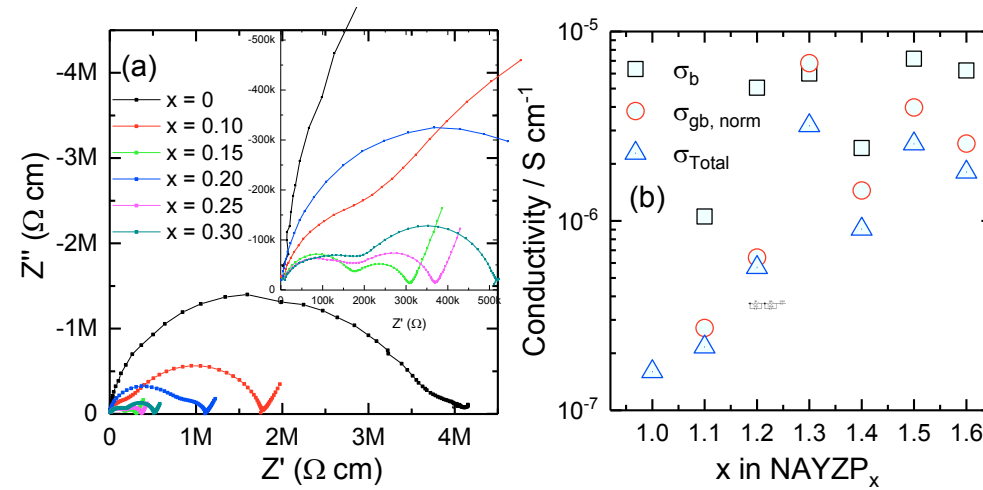 (a)
-4M
-3M
-2M
-1M
0
Z'' (Ω cm)
0
1M
2M
3M
4M
Z' (Ω cm)
x = 0
x = 0.10
x = 0.15
x = 0.20
x = 0.25
x = 0.30
-500k
-400k
-300k
-200k
-100k
0
0
100k
200k
300k
400k
500k
Z' (Ω)
(b)
10⁻⁵
10⁻⁶
10⁻⁷
Conductivity / S cm⁻¹
σb
σgb, norm
σTotal
1.0
1.1
1.2
1.3
1.4
1.5
1.6
x in NAYZPx